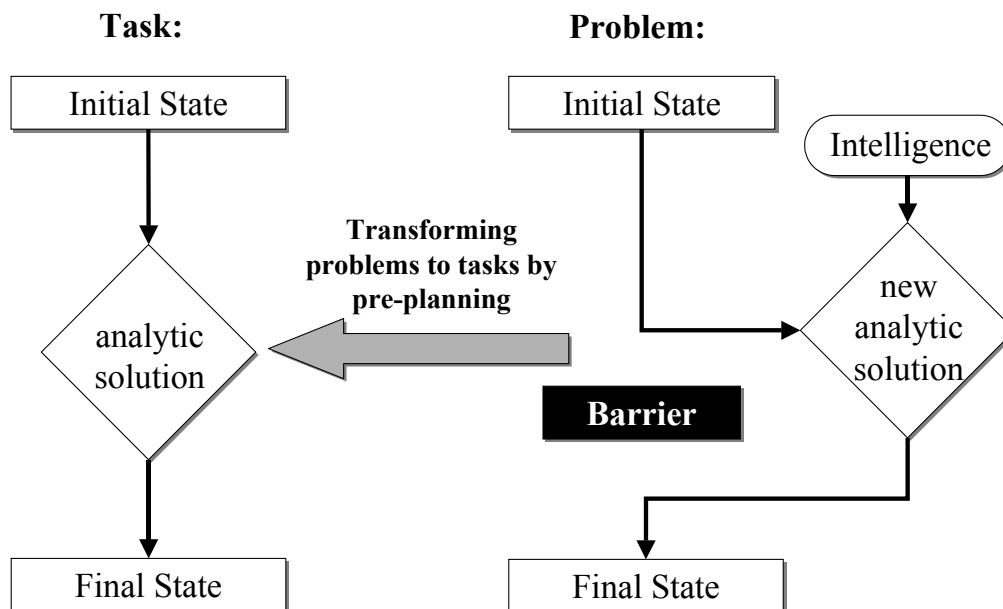 Task:
Initial State
analytic
solution
Final State
Transforming
problems to tasks by
pre-planning
Problem:
Initial State
Intelligence
new
analytic
solution
Barrier
Final State